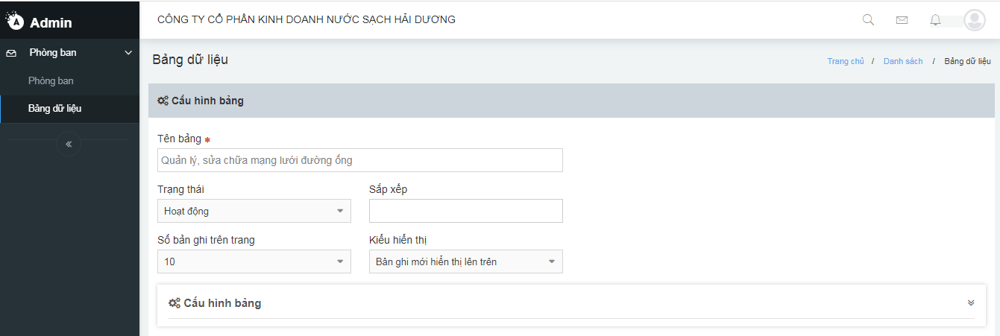 Admin
CÔNG TY CỔ PHẦN KINH DOANH NƯỚC SẠCH HẢI DƯƠNG
Phòng ban
Phòng ban
Bảng dữ liệu
Bảng dữ liệu
Trang chủ / Danh sách / Bảng dữ liệu
Cấu hình bảng
Tên bảng *
Quản lý, sửa chữa mạng lưới đường ống
Trạng thái
Sắp xếp
Hoạt động
Số bản ghi trên trang
Kiểu hiển thị
10
Bản ghi mới hiển thị lên trên
Cấu hình bảng